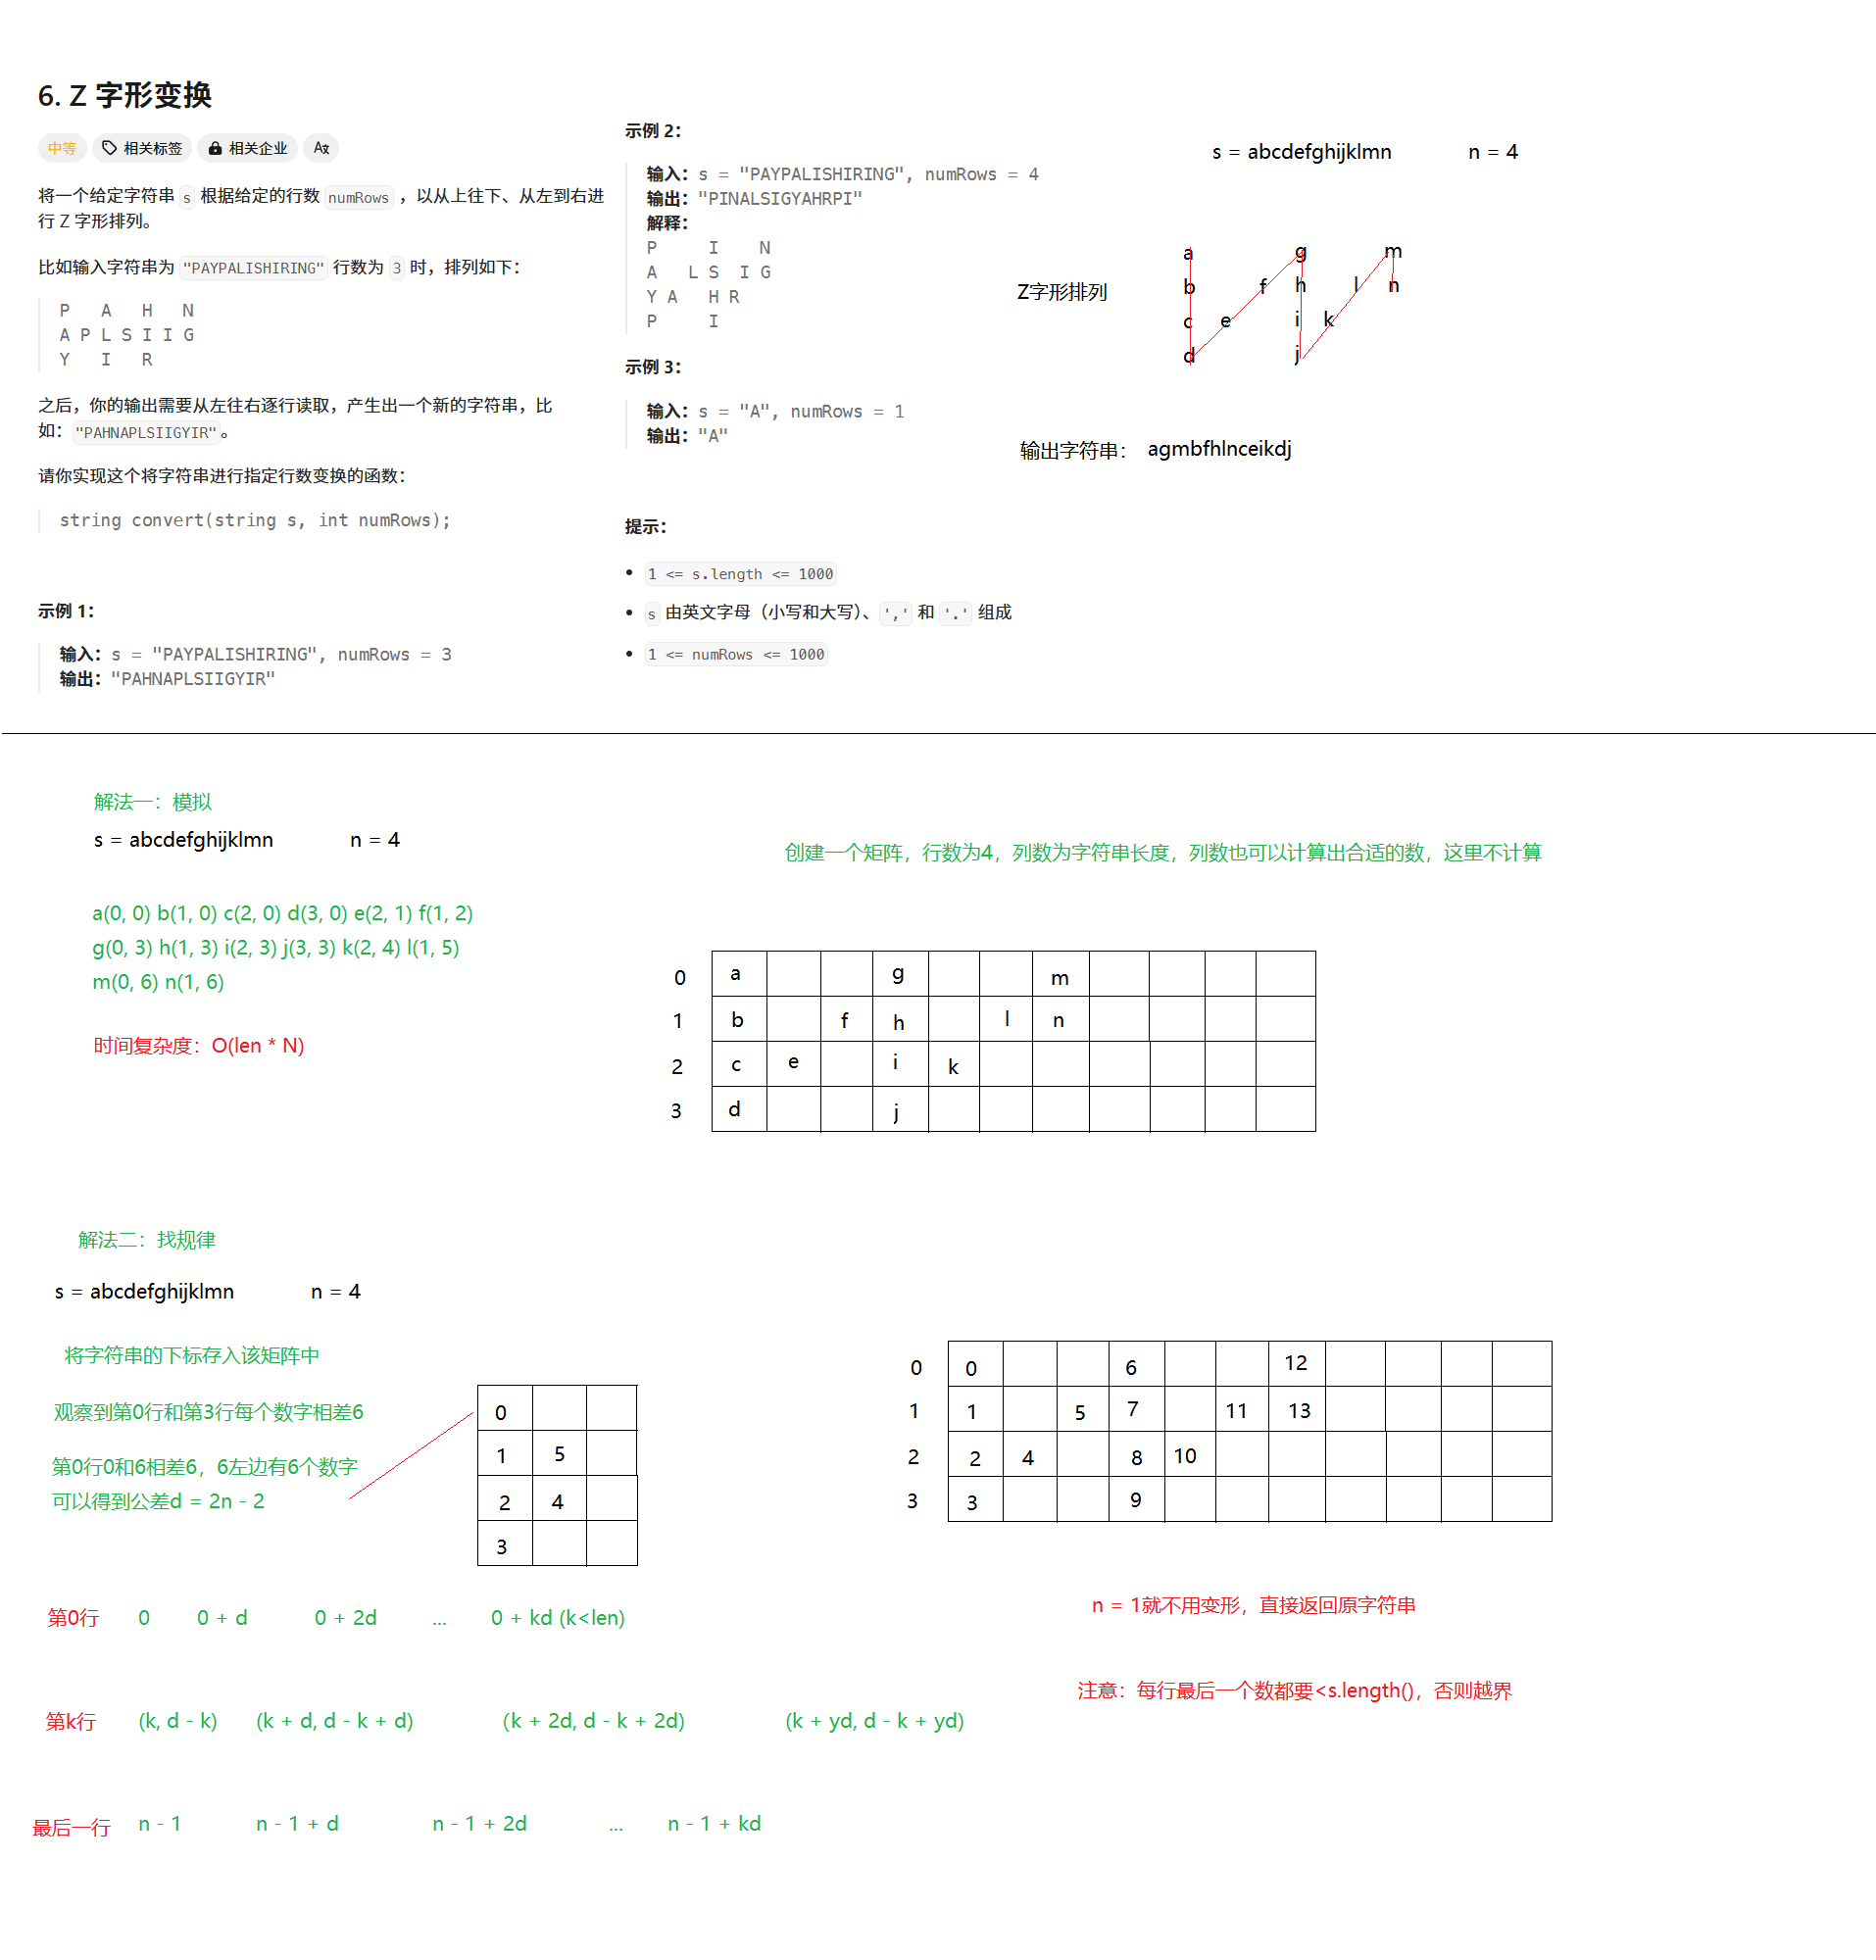 6. Z 字形变换
中等 相关标签 相关企业 A文
将一个给定字符串 s 根据给定的行数 numRows ，以从上往下、从左到右进
行 Z 字形排列。
比如输入字符串为 "PAYPALISHIRING" 行数为 3 时，排列如下：
P   A   H   N
A P L S I I G
Y   I   R
之后，你的输出需要从左往右逐行读取，产生出一个新的字符串，比
如："PAHNAPLSIIGYIR"。
请你实现这个将字符串进行指定行数变换的函数：
string convert(string s, int numRows);
示例 1：
输入：s = "PAYPALISHIRING", numRows = 3
输出："PAHNAPLSIIGYIR"
示例 2：
输入：s = "PAYPALISHIRING", numRows = 4
输出："PINALSIGYAHRPI"
解释：
P     I    N
A   L S  I G
Y A   H R
P     I
示例 3：
输入：s = "A", numRows = 1
输出："A"
提示：
• 1 <= s.length <= 1000
• s 由英文字母（小写和大写）、',' 和 '.' 组成
• 1 <= numRows <= 1000
s = abcdefghijklmn n = 4
Z字形排列
a g m
b f h l n
c e i k
d j
输出字符串： agmbfhlnceikdj
解法一：模拟
s = abcdefghijklmn n = 4
创建一个矩阵，行数为4，列数为字符串长度，列数也可以计算出合适的数，这里不计算
a(0, 0) b(1, 0) c(2, 0) d(3, 0) e(2, 1) f(1, 2)
g(0, 3) h(1, 3) i(2, 3) j(3, 3) k(2, 4) l(1, 5)
m(0, 6) n(1, 6)
时间复杂度：O(len * N)
0 a g m
1 b f h l n
2 c e i k
3 d j
解法二：找规律
s = abcdefghijklmn n = 4
将字符串的下标存入该矩阵中
观察到第0行和第3行每个数字相差6
第0行0和6相差6，6左边有6个数字
可以得到公差d = 2n - 2
0
1 5
2 4
3
0 0 6 12
1 1 5 7 11 13
2 2 4 8 10
3 3 9
第0行 0 0 + d 0 + 2d ... 0 + kd (k<len)
n = 1就不用变形，直接返回原字符串
注意：每行最后一个数都要<s.length()，否则越界
第k行 (k, d - k) (k + d, d - k + d) (k + 2d, d - k + 2d) (k + yd, d - k + yd)
最后一行 n - 1 n - 1 + d n - 1 + 2d ... n - 1 + kd